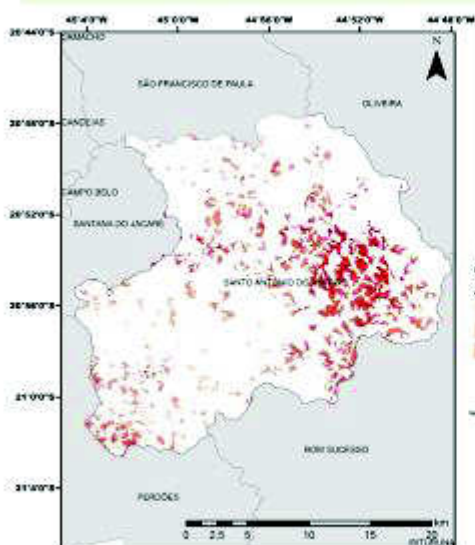 45°4'0"W 45°0'0"W 44°56'0"W 44°52'0"W 44°48'0"W
20°44'0"S
CAMACHO
N
SÃO FRANCISCO DE PAULA
OLIVEIRA
20°48'0"S
CANDEIAS
CAMPO BELO
20°52'0"S
SANTANA DO JACARÉ
SANTO ANTÔNIO DO
20°56'0"S
21°0'0"S
BOM SUCESSO
21°4'0"S
PERDÕES
km
0 2.5 5 10 15 20